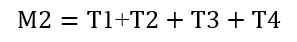 M2 = T1+T2 + T3 + T4